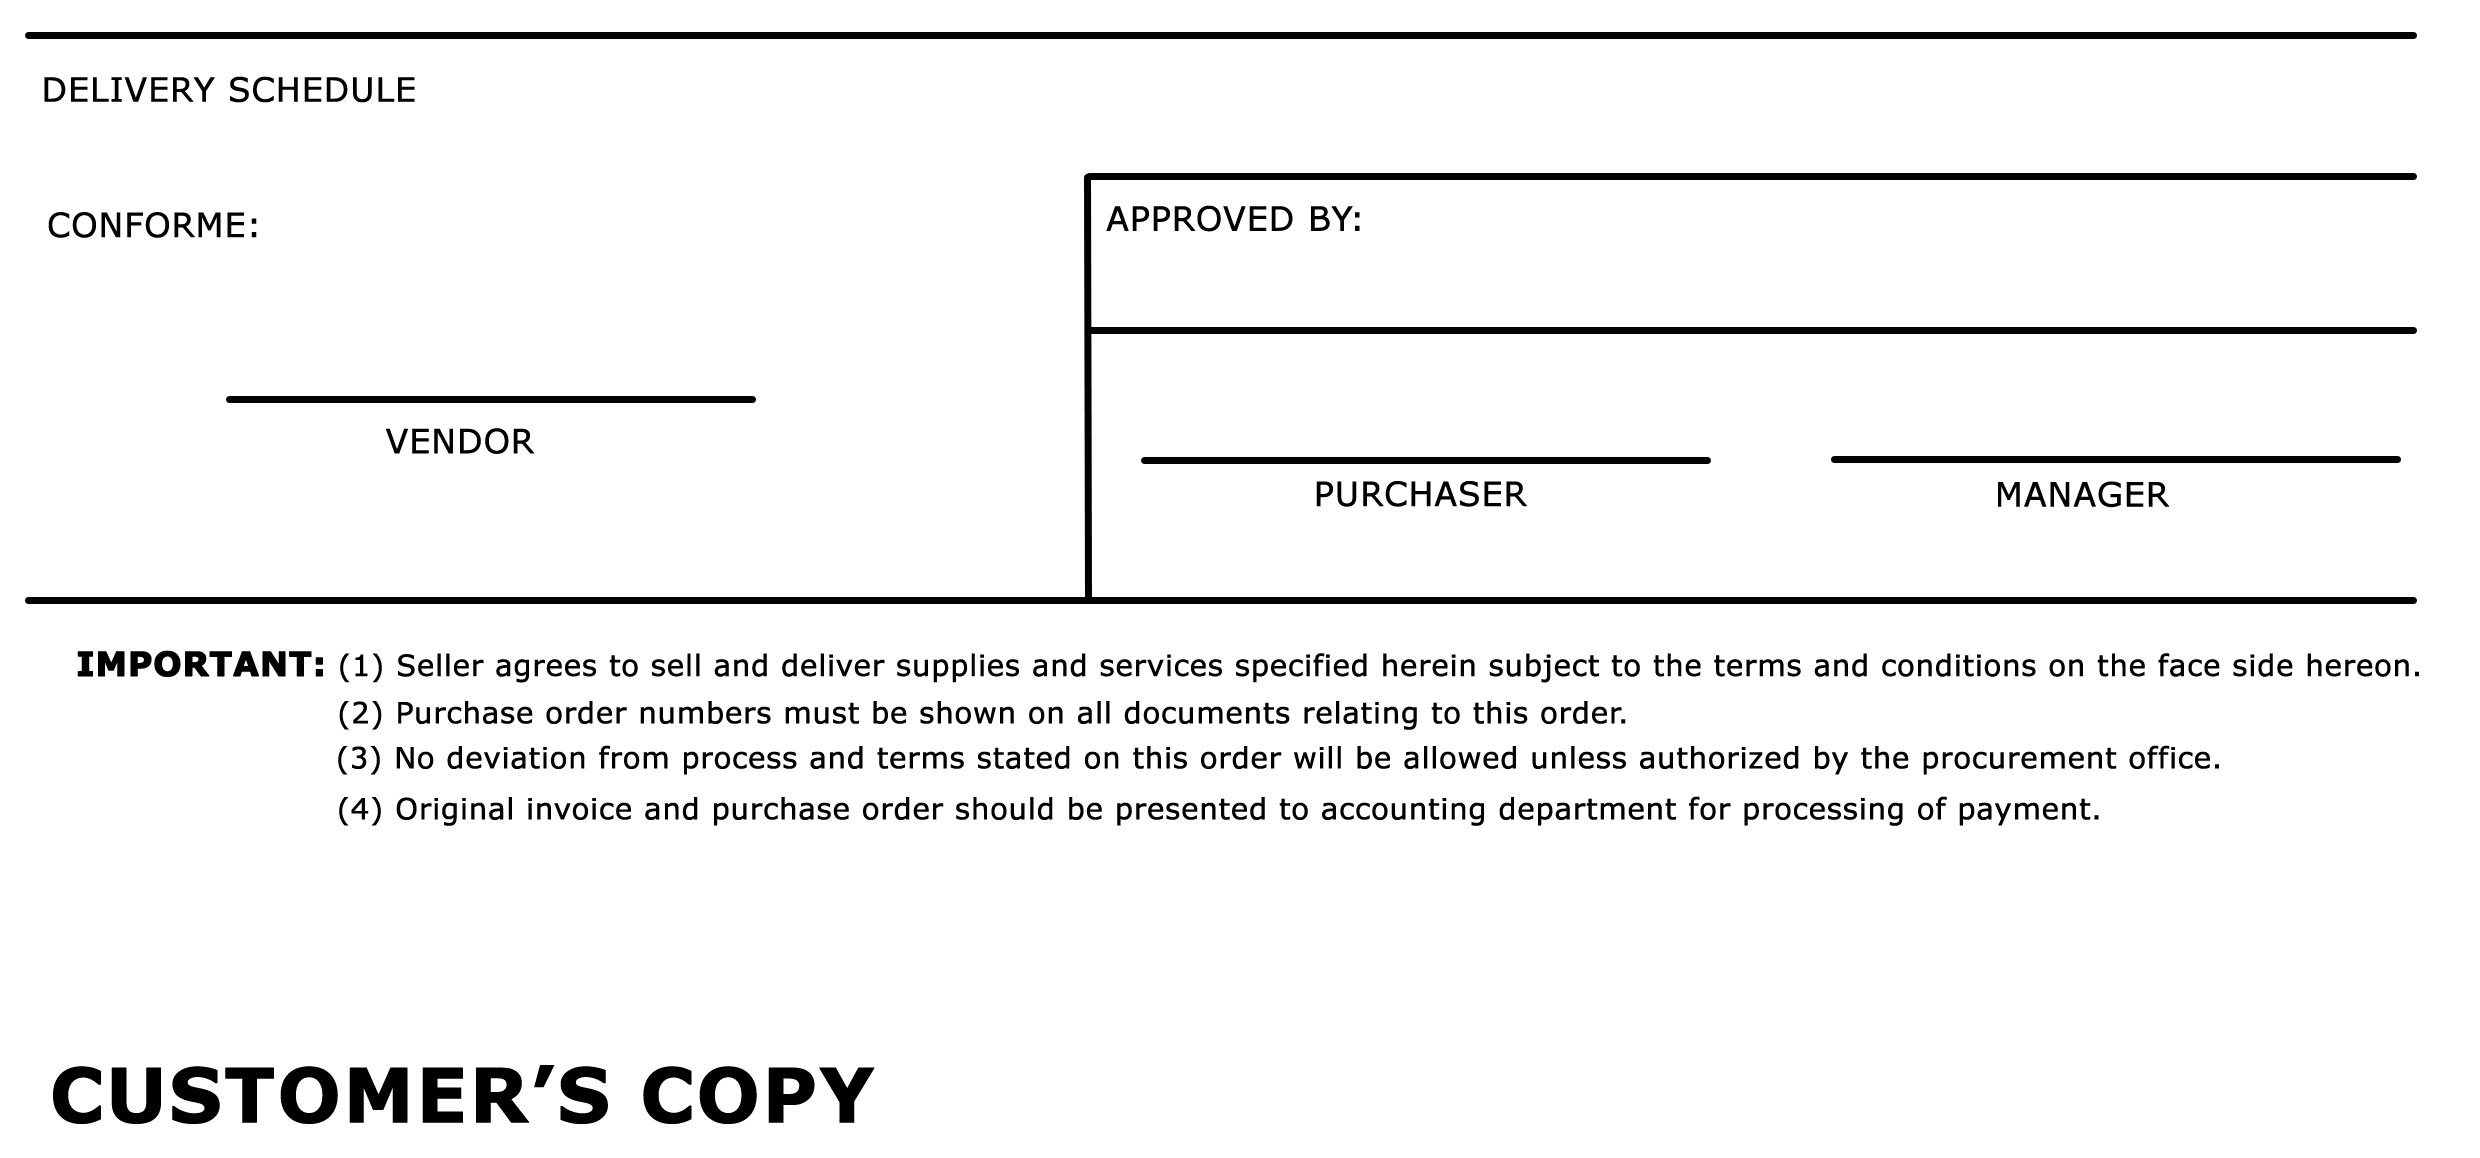 DELIVERY SCHEDULE
CONFORME:
APPROVED BY:
VENDOR
PURCHASER
MANAGER
IMPORTANT: (1) Seller agrees to sell and deliver supplies and services specified herein subject to the terms and conditions on the face side hereon.
(2) Purchase order numbers must be shown on all documents relating to this order.
(3) No deviation from process and terms stated on this order will be allowed unless authorized by the procurement office.
(4) Original invoice and purchase order should be presented to accounting department for processing of payment.
CUSTOMER’S COPY